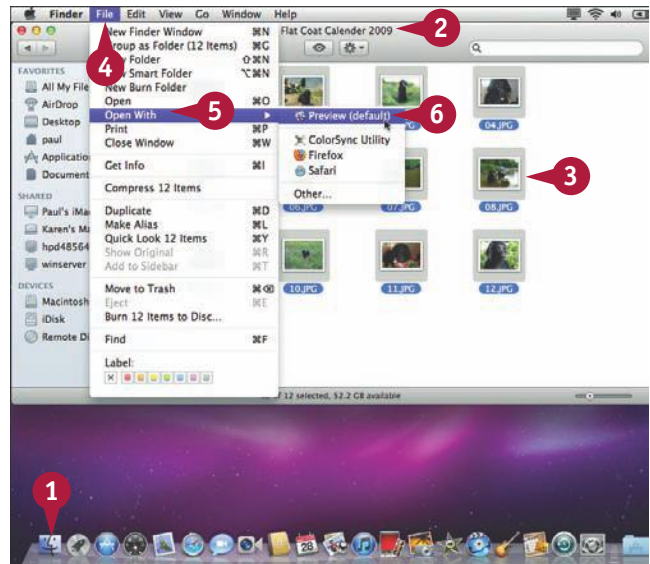 Finder File Edit View Go Window Help
Flat Coat Calender 2009
2
New Finder Window ⌘N
Group as Folder (12 Items) ⌘G
Folder ⇧⌘N
Smart Folder ⌥⌘N
New Burn Folder
Open ⌘O
Open With
Print ⌘P
Close Window ⌘W
Get Info ⌘I
Compress 12 Items
Duplicate ⌘D
Make Alias ⌘L
Quick Look 12 Items ⌘Y
Show Original ⌘R
Add to Sidebar ⌘T
Move to Trash ⌘⌫
Eject ⌘E
Burn 12 Items to Disc...
Find ⌘F
Label:
4
5
Preview (default)
ColorSync Utility
Firefox
Safari
Other...
6
FAVORITES
All My File
AirDrop
Desktop
paul
Applicatio
Document
SHARED
Paul's iMa
Karen's Ma
hpd48564
winserver
DEVICES
Macintosh
iDisk
Remote Di
04.JPG
06.JPG 07.JPG 08.JPG
3
10.JPG 11.JPG 12.JPG
12 selected, 52.2 GB available
1
28